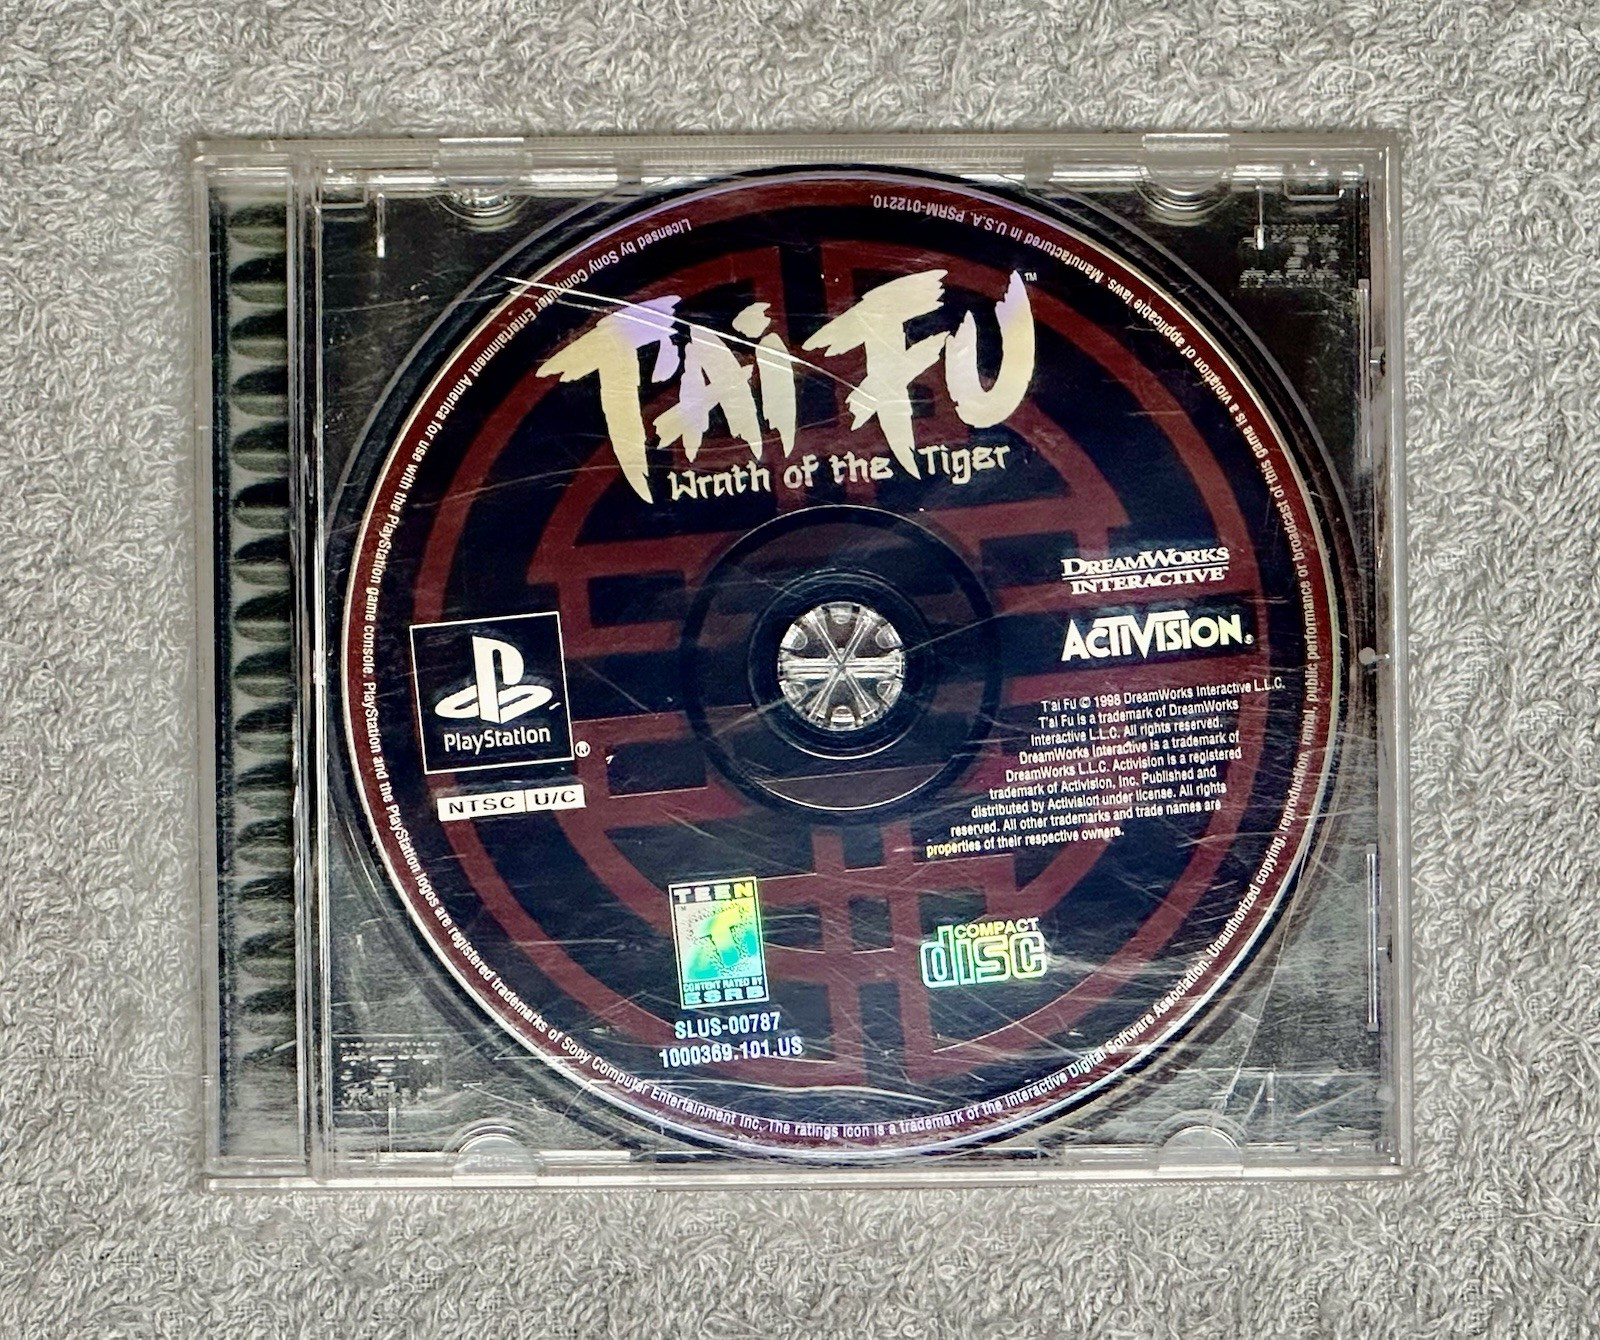 T'AI FU™
Wrath of the Tiger
DREAMWORKS
INTERACTIVE™
ACTIVISION®
T'ai Fu © 1998 DreamWorks Interactive L.L.C.
T'ai Fu is a trademark of DreamWorks
Interactive L.L.C. All rights reserved.
DreamWorks Interactive is a trademark of
DreamWorks L.L.C. Activision is a registered
trademark of Activision, Inc. Published and
distributed by Activision under license. All rights
reserved. All other trademarks and trade names are
properties of their respective owners.
PlayStation®
NTSC U/C
TEEN
T
CONTENT RATED BY
ESRB
SLUS-00787
1000369.101.US
COMPACT
disc
Licensed by Sony Computer Entertainment America for use with the PlayStation game console. PlayStation and the PlayStation logos are registered trademarks of Sony Computer Entertainment Inc. The ratings icon is a trademark of the Interactive Digital Software Association. Unauthorized copying, reproduction, rental, public performance or broadcast of this game is a violation of applicable laws. Manufactured in U.S.A. PSRM-012210.